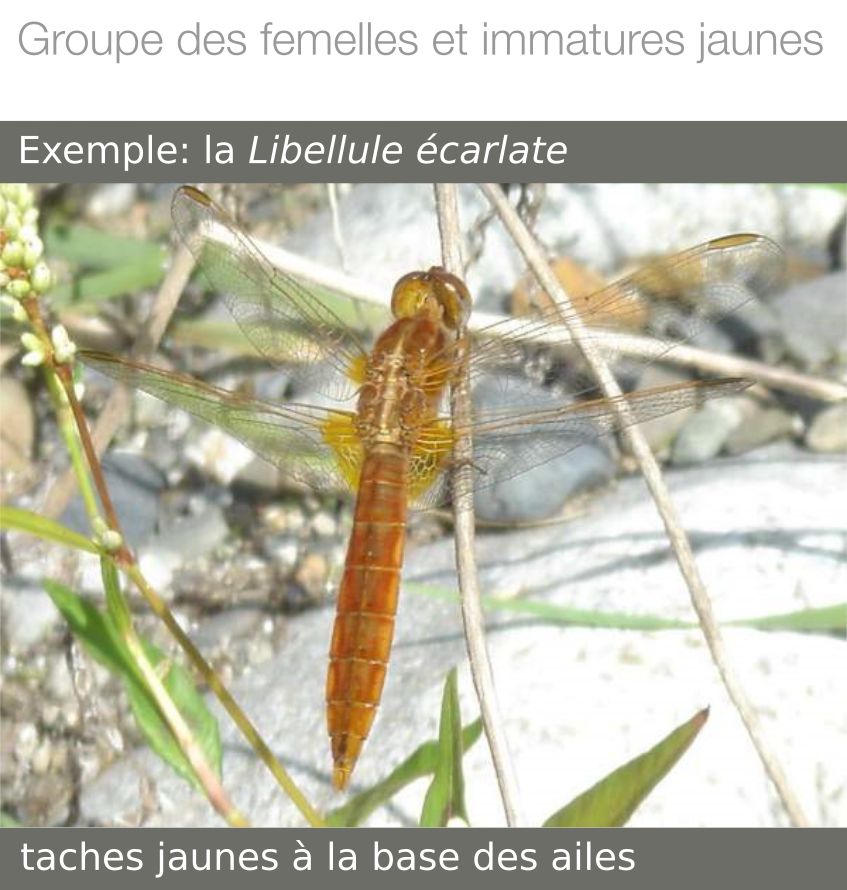 Groupe des femelles et immatures jaunes
Exemple: la Libellule écarlate
taches jaunes à la base des ailes